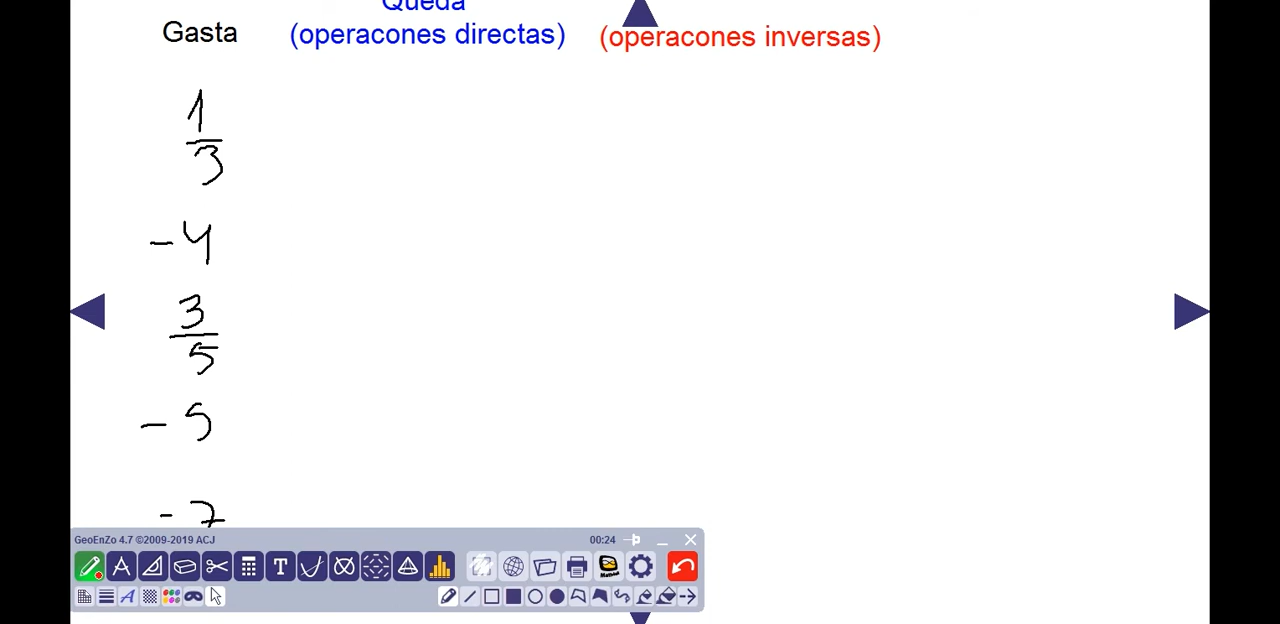 Queda
Gasta (operacones directas) (operacones inversas)
1
3
-4
3
5
-5
-7
GeoEnZo 4.7 ©2009-2019 ACJ 00:24